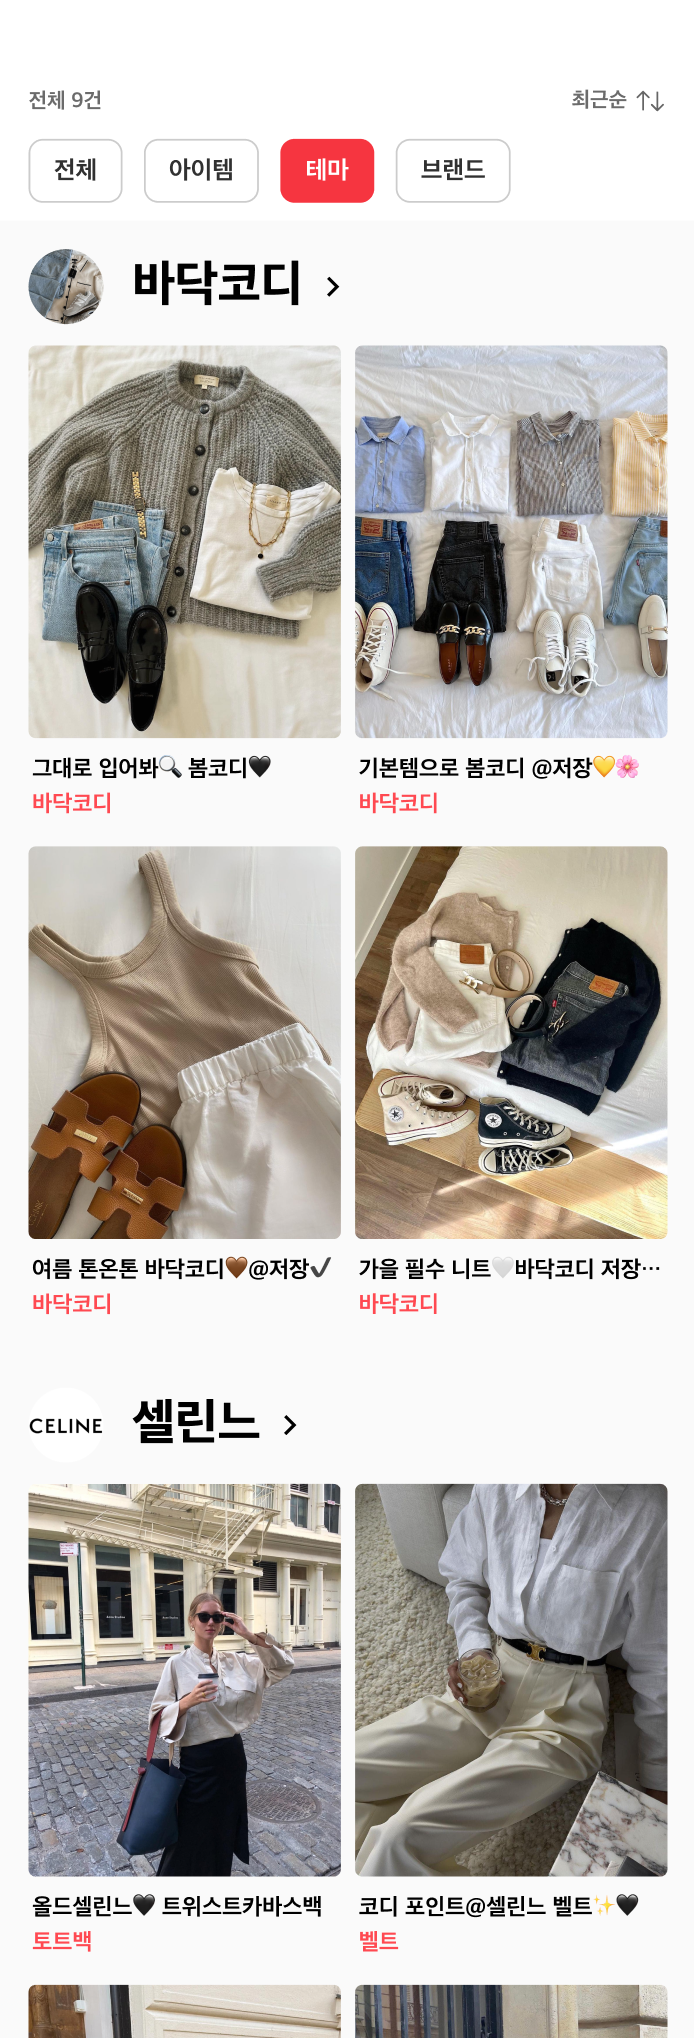 전체 9건
최근순
전체
아이템
테마
브랜드
바닥코디
그대로 입어봐🔍 봄코디🖤
바닥코디
기본템으로 봄코디 @저장💛🌸
바닥코디
여름 톤온톤 바닥코디🤎@저장✔
바닥코디
가을 필수 니트🤍바닥코디 저장…
바닥코디
CELINE
셀린느
올드셀린느🖤 트위스트카바스백
토트백
코디 포인트@셀린느 벨트✨🖤
벨트